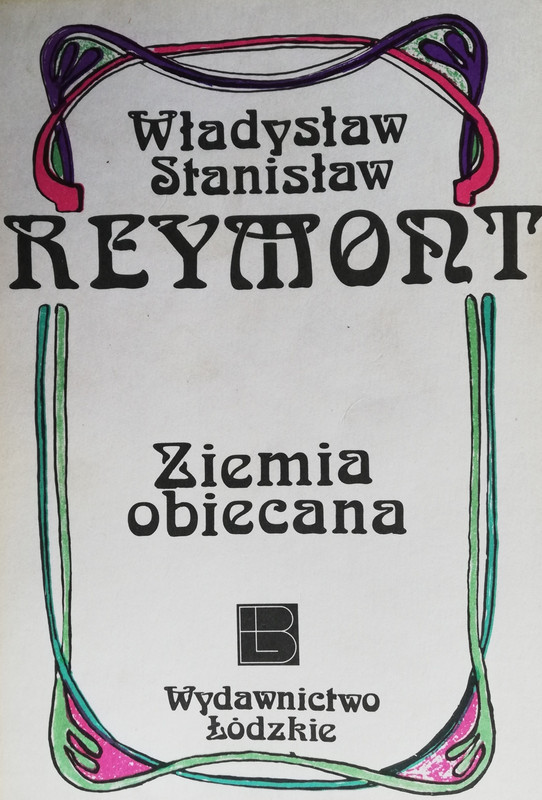 Władysław
Stanisław
REYMONT
Ziemia
obiecana
Wydawnictwo
Łódzkie